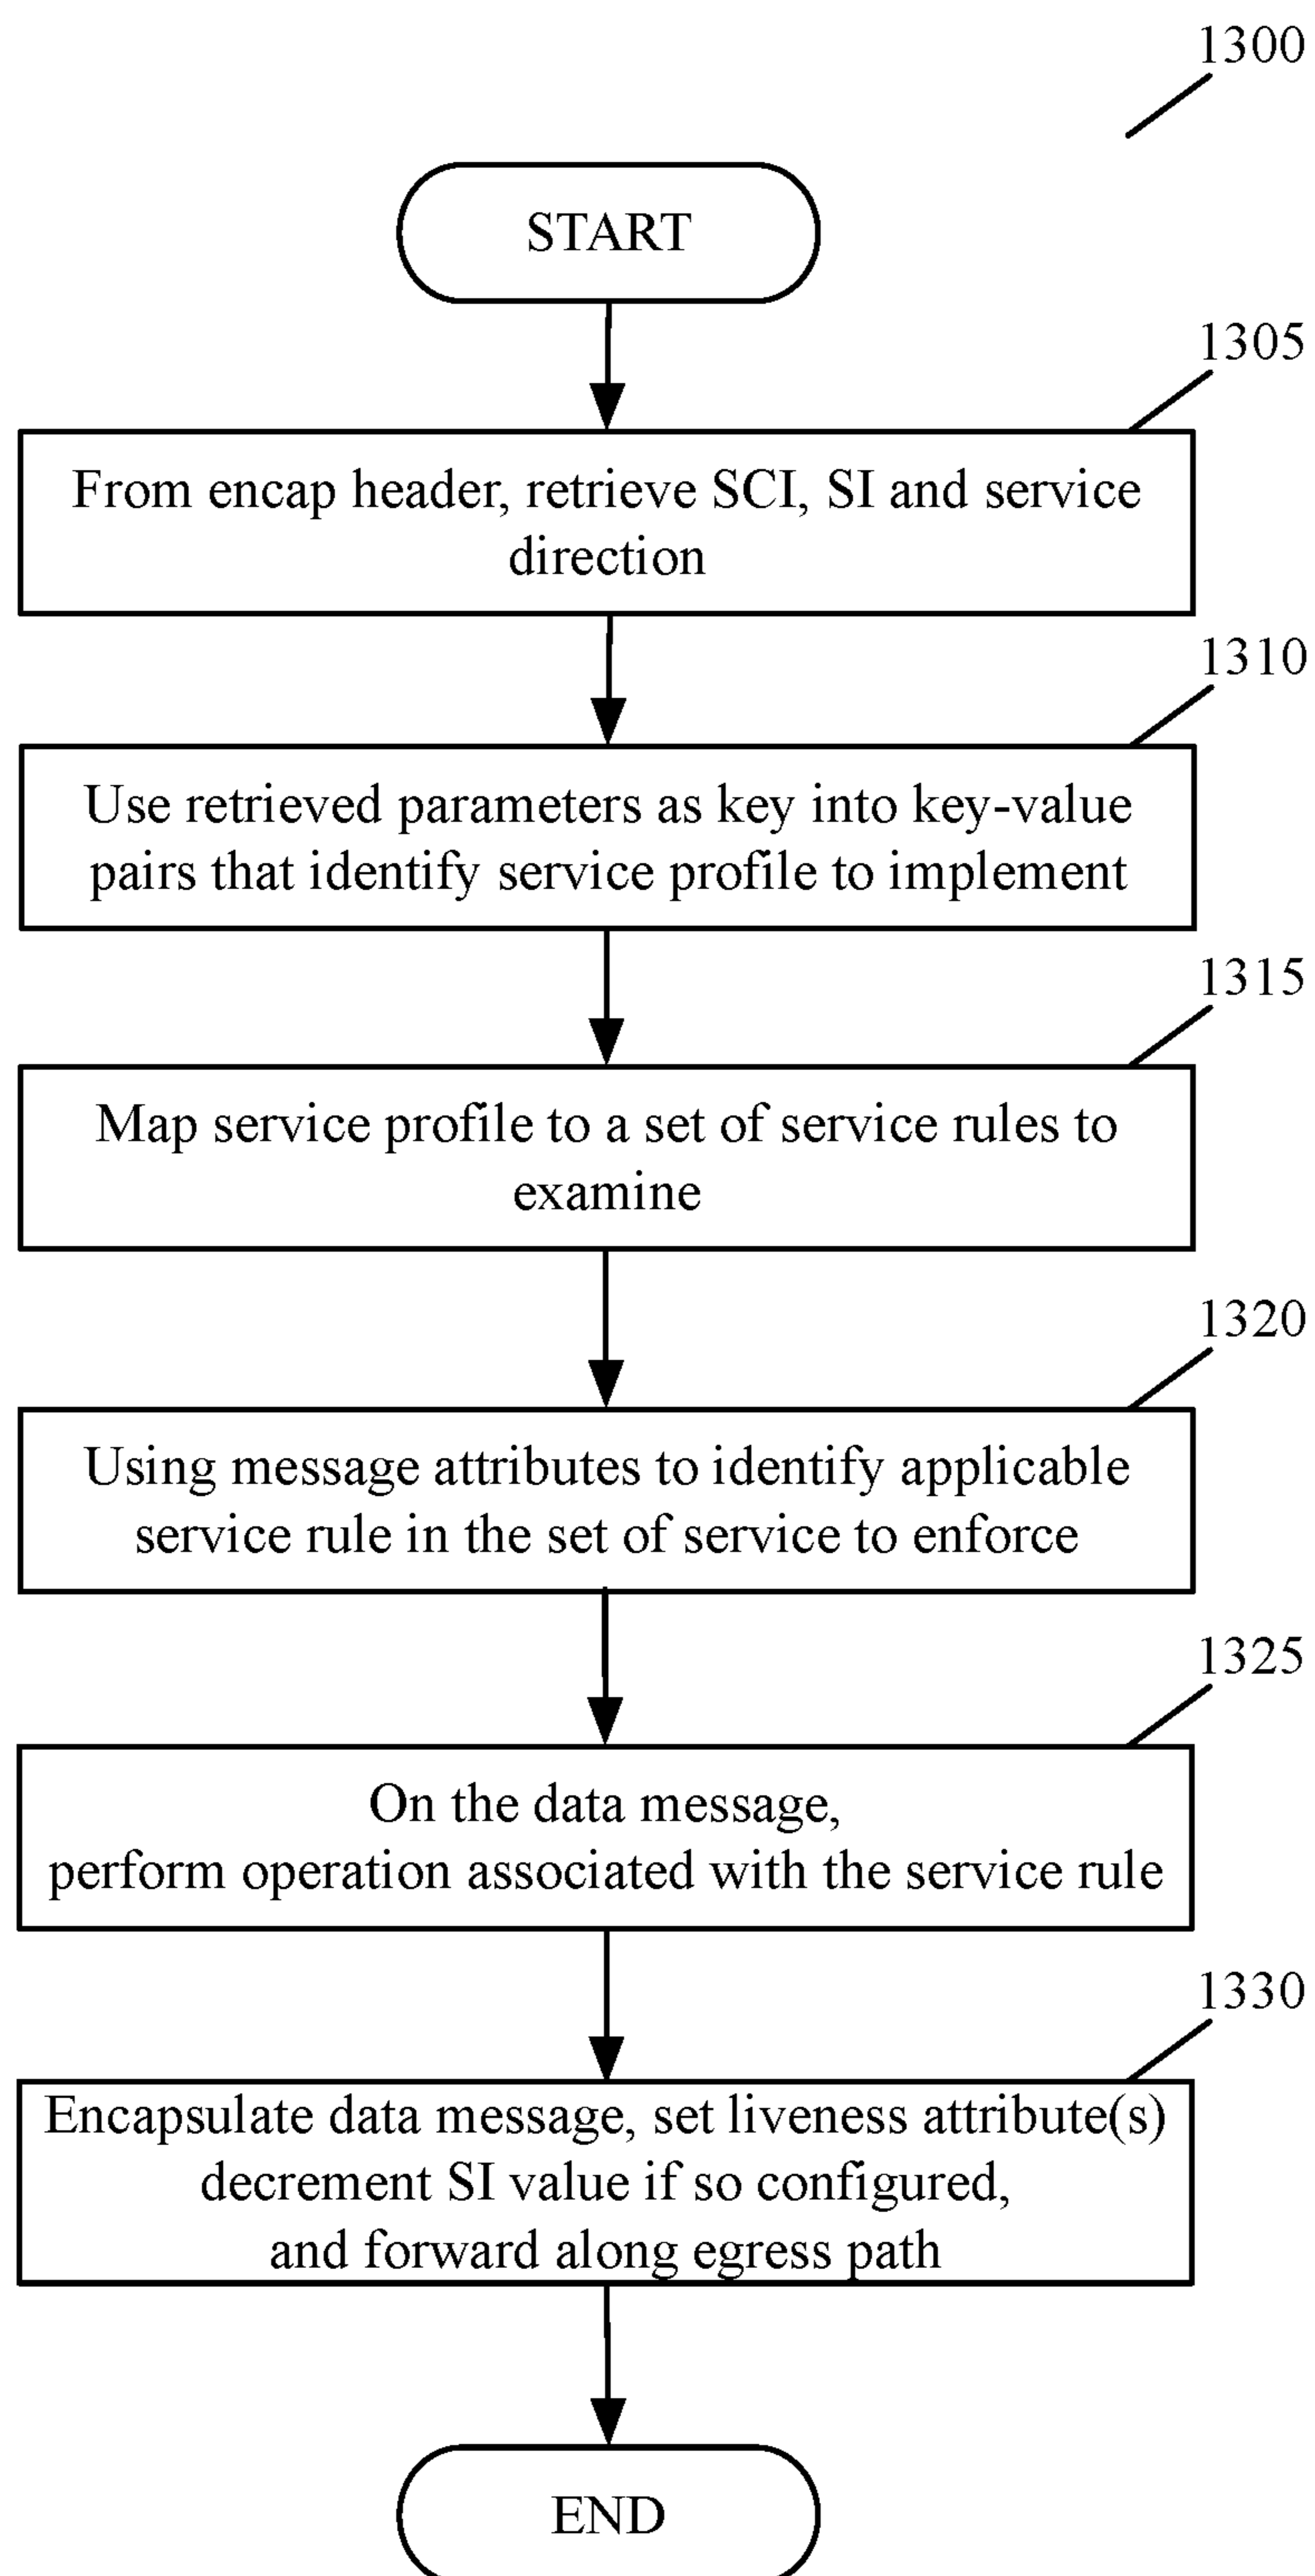 1300
START
1305
From encap header, retrieve SCI, SI and service
direction
1310
Use retrieved parameters as key into key-value
pairs that identify service profile to implement
1315
Map service profile to a set of service rules to
examine
1320
Using message attributes to identify applicable
service rule in the set of service to enforce
1325
On the data message,
perform operation associated with the service rule
1330
Encapsulate data message, set liveness attribute(s)
decrement SI value if so configured,
and forward along egress path
END